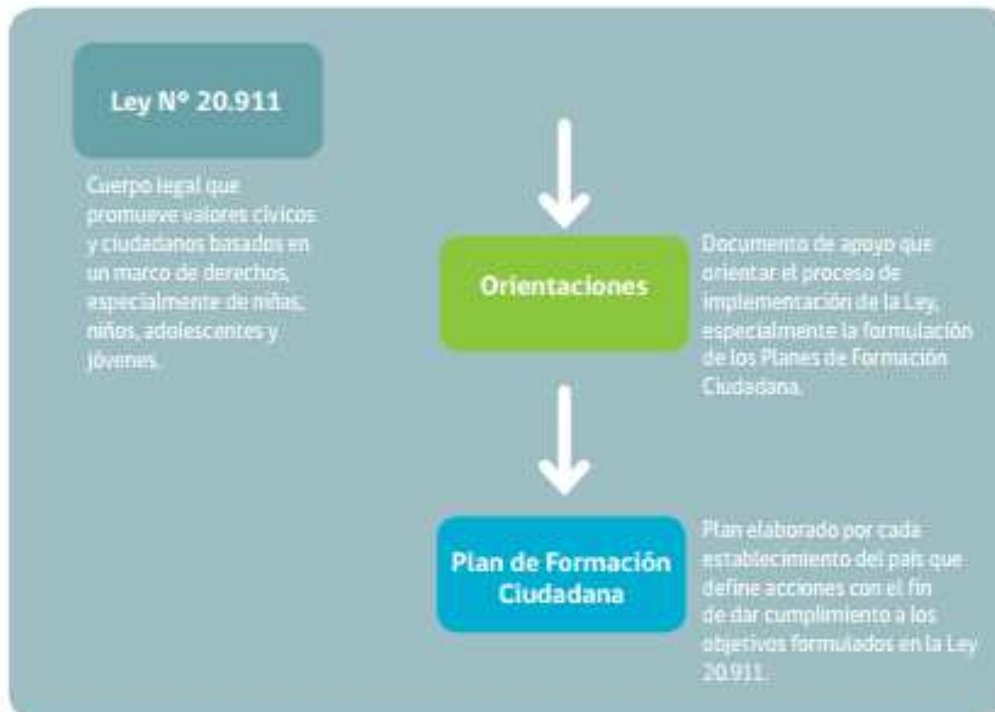 Ley N° 20.911
Cuerpo legal que
promueve valores cívicos
y ciudadanos basados en
un marco de derechos,
especialmente de niñas,
niños, adolescentes y
jóvenes.
Orientaciones
Documento de apoyo que
orientar el proceso de
implementación de la Ley,
especialmente la formulación
de los Planes de Formación
Ciudadana.
Plan de Formación
Ciudadana
Plan elaborado por cada
establecimiento del país que
define acciones con el fin
de dar cumplimiento a los
objetivos formulados en la Ley
20.911.